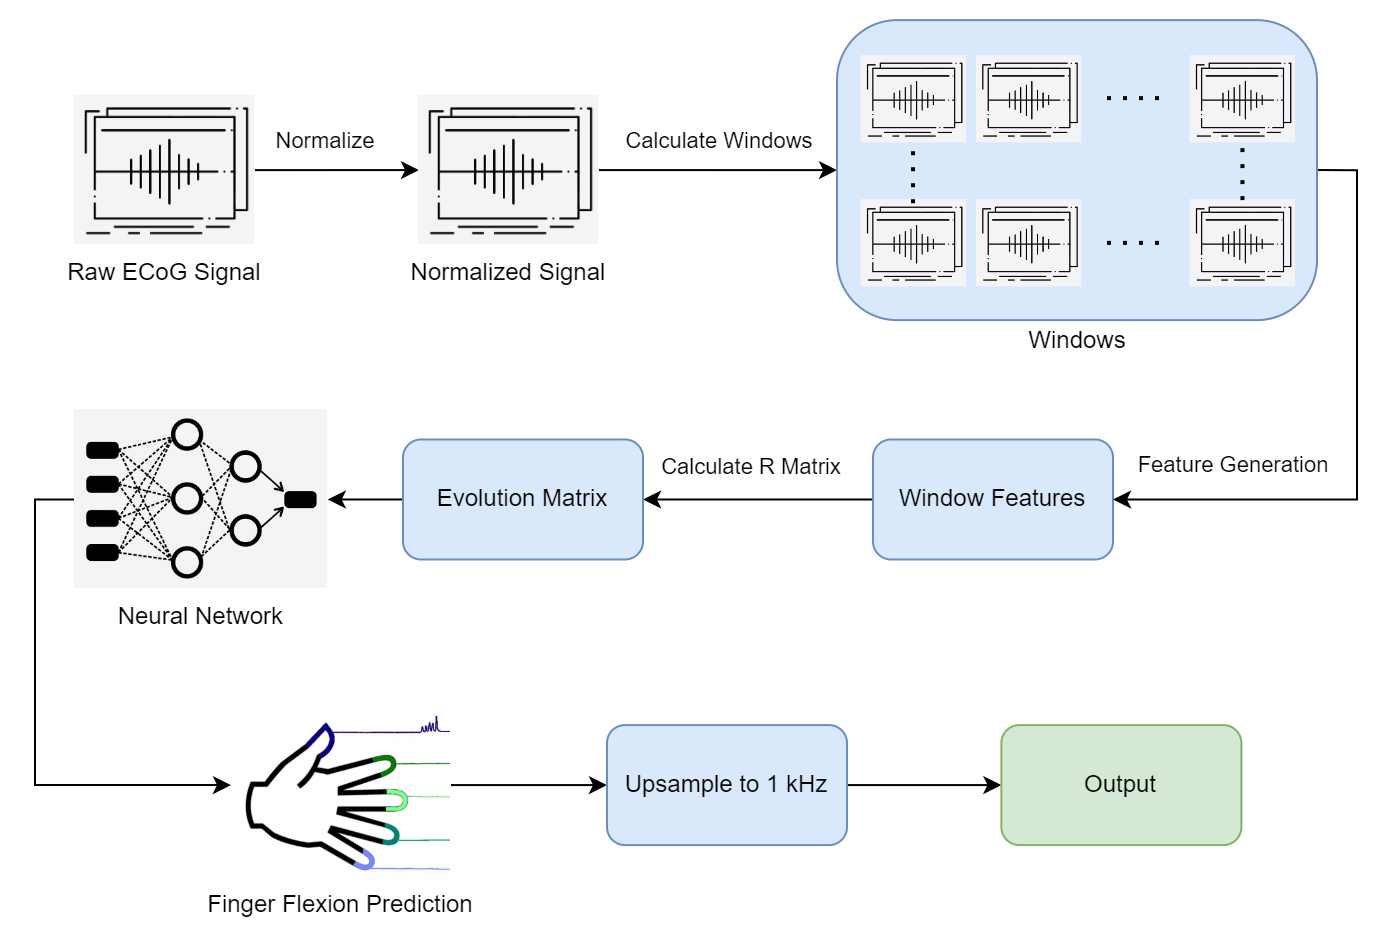 Normalize
Calculate Windows
Raw ECoG Signal
Normalized Signal
Windows
Calculate R Matrix
Feature Generation
Evolution Matrix
Window Features
Neural Network
Upsample to 1 kHz
Output
Finger Flexion Prediction